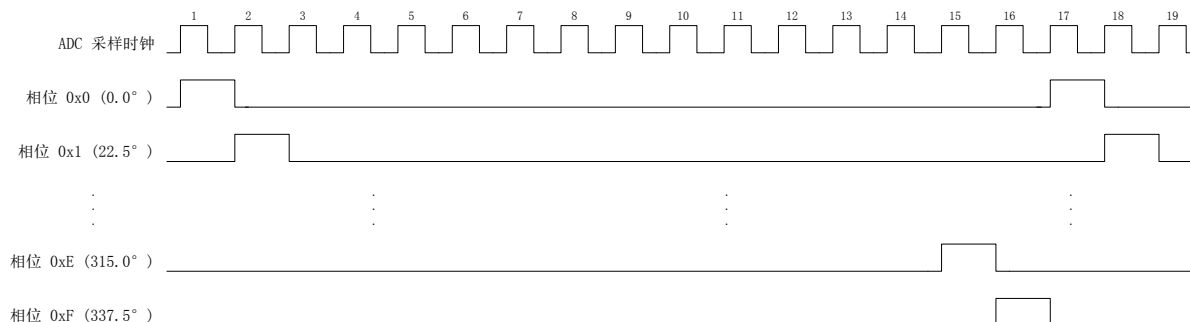 1 2 3 4 5 6 7 8 9 10 11 12 13 14 15 16 17 18 19
ADC 采样时钟
相位 0x0 (0.0°)
相位 0x1 (22.5°)
相位 0xE (315.0°)
相位 0xF (337.5°)